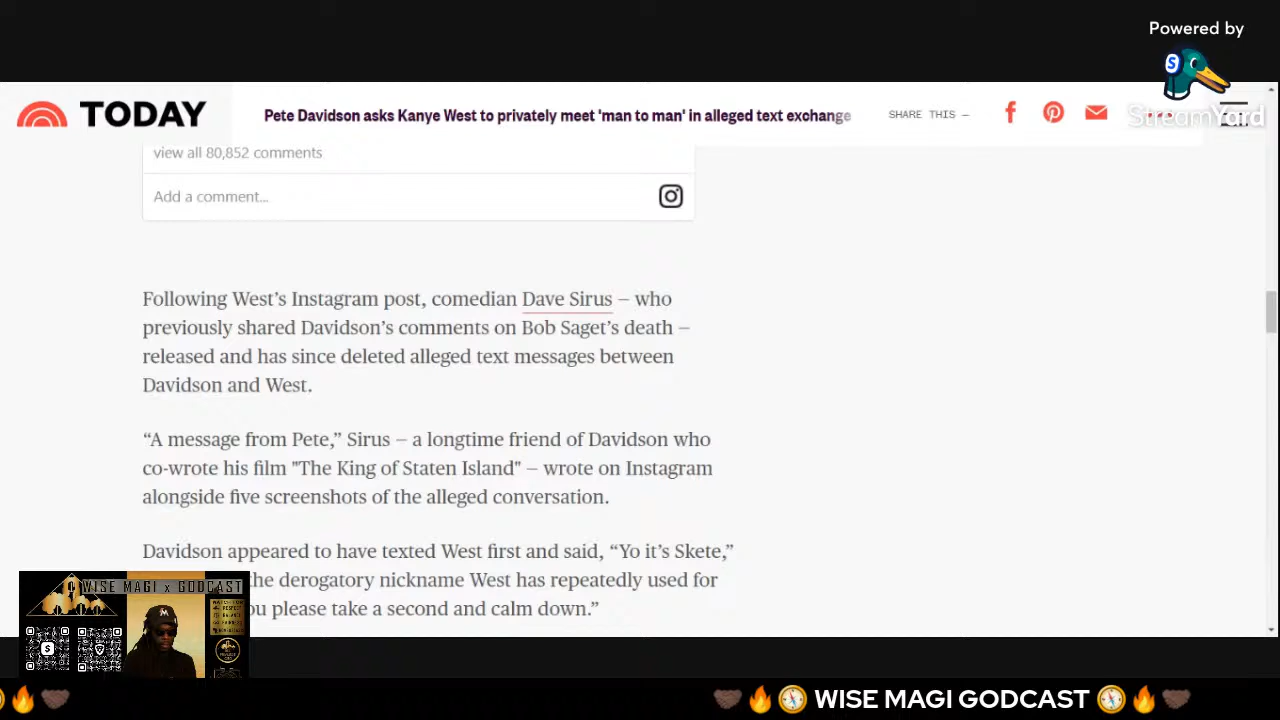 Powered by
StreamYard
TODAY
Pete Davidson asks Kanye West to privately meet 'man to man' in alleged text exchange
SHARE THIS —
view all 80,852 comments
Add a comment...
Following West’s Instagram post, comedian Dave Sirus — who
previously shared Davidson’s comments on Bob Saget’s death —
released and has since deleted alleged text messages between
Davidson and West.
“A message from Pete,” Sirus — a longtime friend of Davidson who
co-wrote his film "The King of Staten Island" — wrote on Instagram
alongside five screenshots of the alleged conversation.
Davidson appeared to have texted West first and said, “Yo it’s Skete,”
the derogatory nickname West has repeatedly used for
ou please take a second and calm down.”
WISE MAGI x GODCAST
WISE MAGI GODCAST